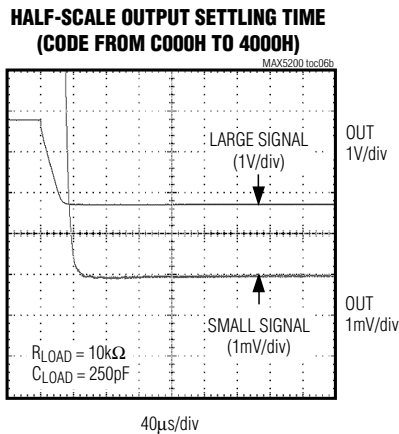 HALF-SCALE OUTPUT SETTLING TIME
(CODE FROM C000H TO 4000H)
MAX5200 toc06b
LARGE SIGNAL
(1V/div)
OUT
1V/div
SMALL SIGNAL
(1mV/div)
OUT
1mV/div
RLOAD = 10kΩ
CLOAD = 250pF
40µs/div